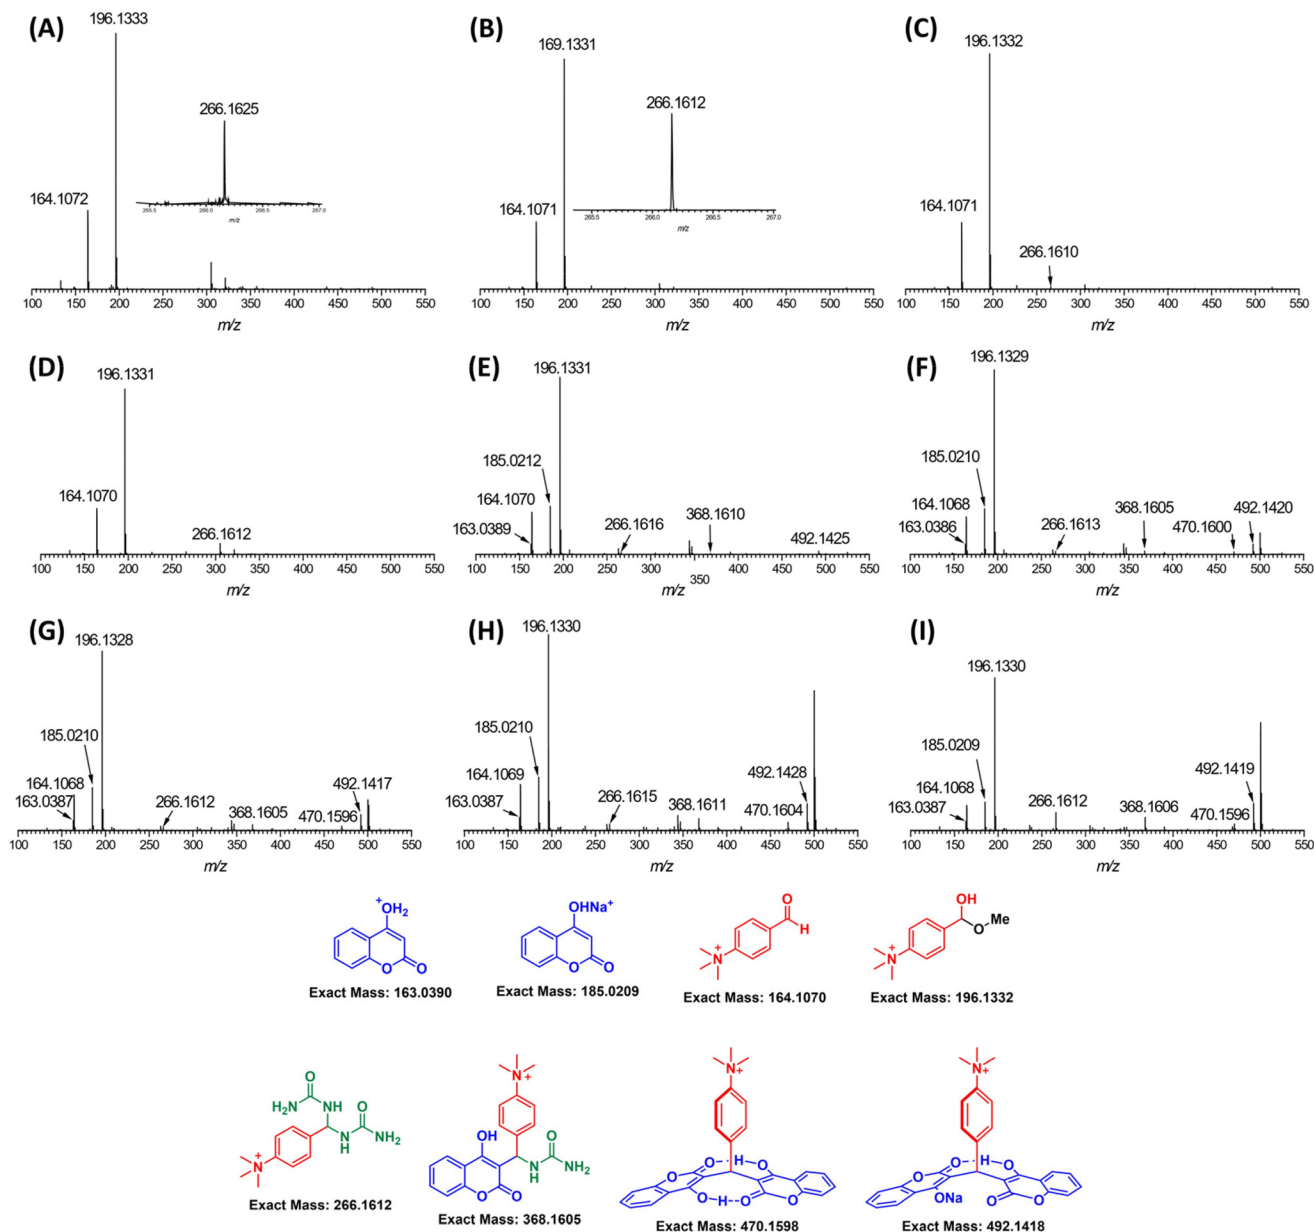 (A)
196.1333
266.1625
164.1072
265.5 266.0 266.5 267.0
m/z
100 150 200 250 300 350 400 450 500 550
m/z
(B)
169.1331
266.1612
164.1071
265.5 266.0 266.5 267.0
m/z
100 150 200 250 300 350 400 450 500 550
m/z
(C)
196.1332
164.1071
266.1610
100 150 200 250 300 350 400 450 500 550
m/z
(D)
196.1331
164.1070
266.1612
100 150 200 250 300 350 400 450 500 550
m/z
(E)
196.1331
185.0212
164.1070
163.0389
266.1616
368.1610
492.1425
100 150 200 250 300 350 400 450 500 550
m/z
(F)
196.1329
185.0210
164.1068
163.0386
266.1613
368.1605
470.1600
492.1420
100 150 200 250 300 350 400 450 500 550
m/z
(G)
196.1328
185.0210
164.1068
163.0387
266.1612
368.1605
470.1596
492.1417
100 150 200 250 300 350 400 450 500 550
m/z
(H)
196.1330
185.0210
164.1069
163.0387
266.1615
368.1611
470.1604
492.1428
100 150 200 250 300 350 400 450 500 550
m/z
(I)
196.1330
185.0209
164.1068
163.0387
266.1612
368.1606
470.1596
492.1419
100 150 200 250 300 350 400 450 500 550
m/z
+OH2
O
O
Exact Mass: 163.0390
OHNa+
O
O
Exact Mass: 185.0209
O
H
N+
Exact Mass: 164.1070
OH
O
Me
N+
Exact Mass: 196.1332
O
H2N
NH
O
N
H
NH2
N+
Exact Mass: 266.1612
N+
OH
O
N
H
NH2
O
O
Exact Mass: 368.1605
N+
O
O
H
O
O
H
O
O
Exact Mass: 470.1598
N+
O
O
H
O
ONa
O
O
Exact Mass: 492.1418